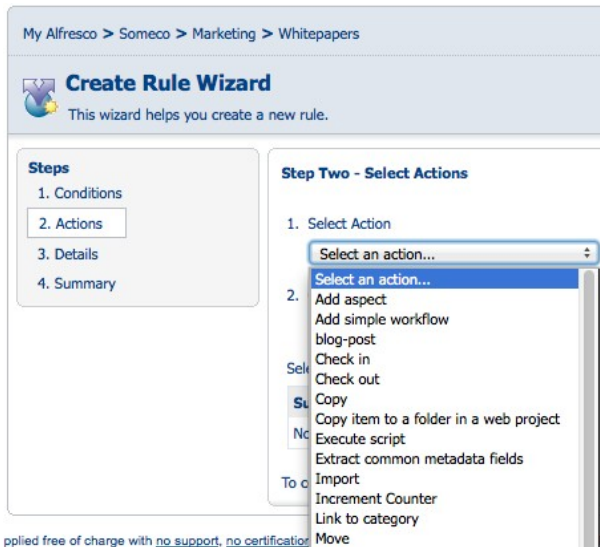 My Alfresco > Someco > Marketing > Whitepapers
Create Rule Wizard
This wizard helps you create a new rule.
Steps
1. Conditions
2. Actions
3. Details
4. Summary
Step Two - Select Actions
1. Select Action
Select an action...
Select an action...
2.
Add aspect
Add simple workflow
blog-post
Check in
Check out
Copy
Copy item to a folder in a web project
Execute script
Extract common metadata fields
Import
Increment Counter
Link to category
Move
To
pplied free of charge with no support, no certification